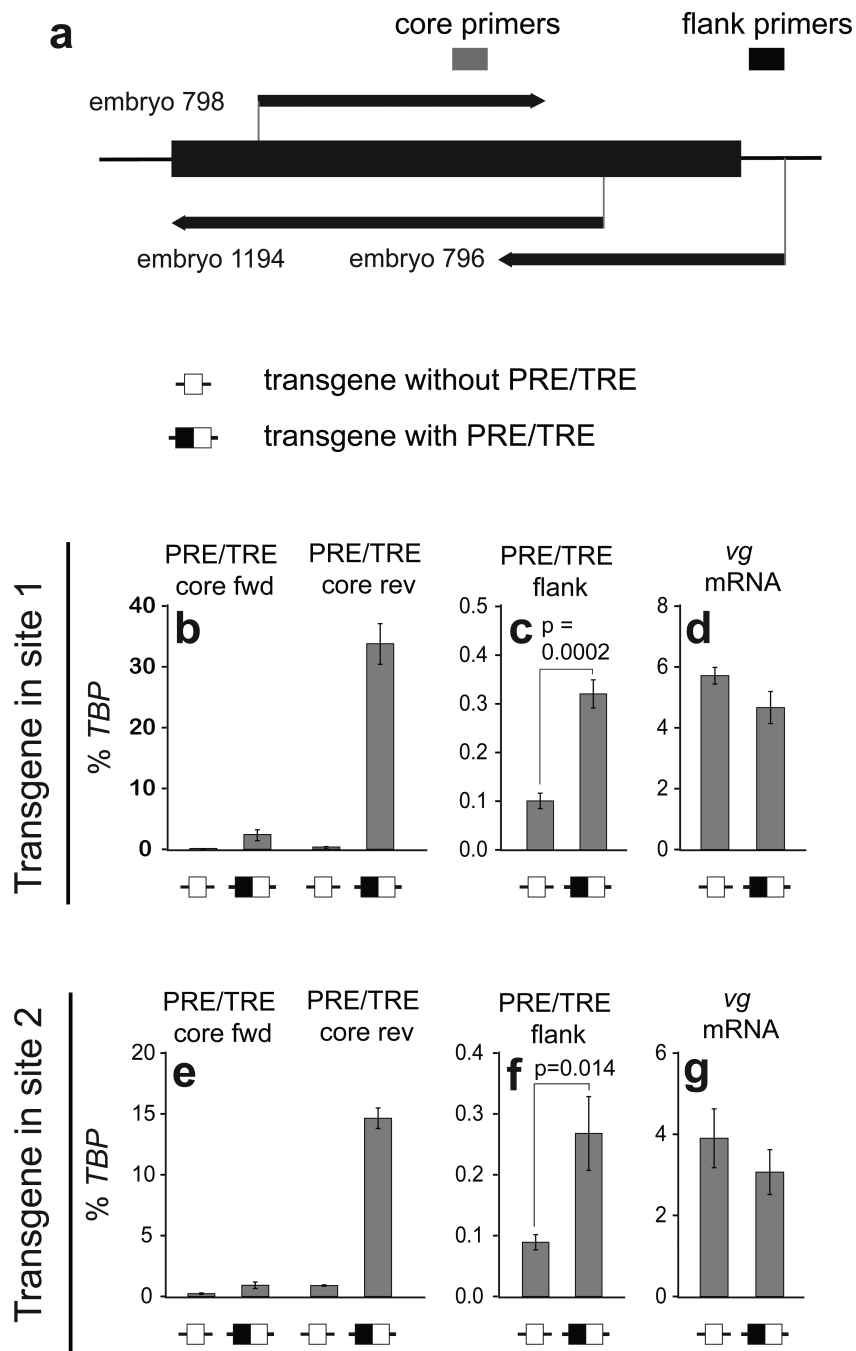 a
core primers
flank primers
embryo 798
embryo 1194
embryo 796
transgene without PRE/TRE
transgene with PRE/TRE
Transgene in site 1
% TBP
PRE/TRE
core fwd
PRE/TRE
core rev
b
40
30
20
10
0
PRE/TRE
flank
c
p =
0.0002
0.5
0.4
0.3
0.2
0.1
0.0
vg
mRNA
d
8
6
4
2
0
Transgene in site 2
% TBP
PRE/TRE
core fwd
PRE/TRE
core rev
e
20
15
10
5
0
PRE/TRE
flank
f
p=0.014
0.4
0.3
0.2
0.1
0.0
vg
mRNA
g
6
4
2
0